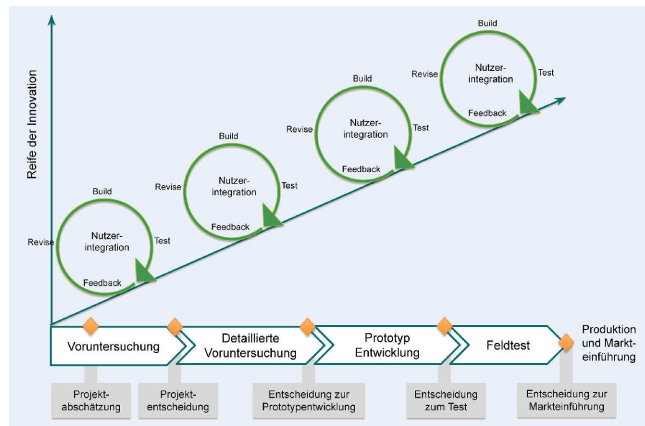 Reife der Innovation
Build
Revise
Nutzer-
integration
Test
Feedback
Build
Revise
Nutzer-
integration
Test
Feedback
Build
Revise
Nutzer-
integration
Test
Feedback
Build
Revise
Nutzer-
integration
Test
Feedback
Voruntersuchung
Detaillierte
Voruntersuchung
Prototyp
Entwicklung
Feldtest
Produktion
und Markt-
einführung
Projekt-
abschätzung
Projekt-
entscheidung
Entscheidung zur
Prototypentwicklung
Entscheidung
zum Test
Entscheidung zur
Markteinführung